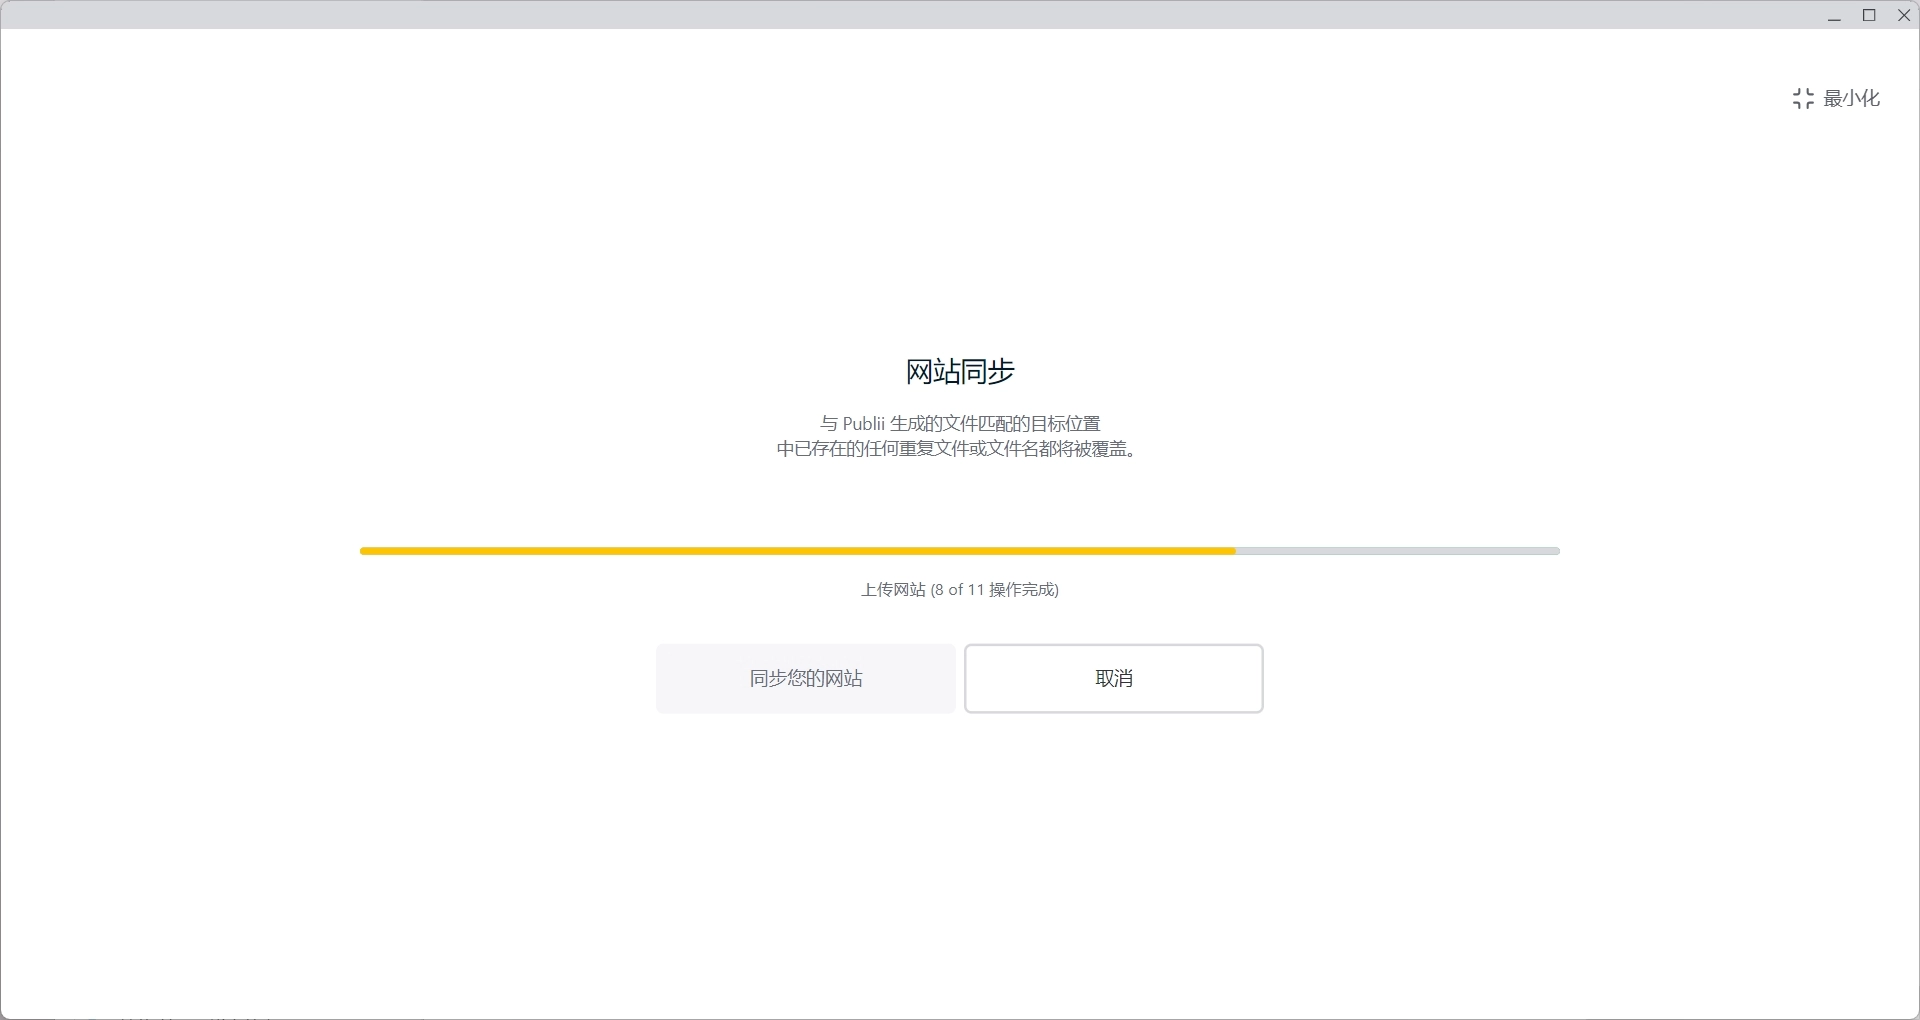 最小化
网站同步
与 Publii 生成的文件匹配的目标位置
中已存在的任何重复文件或文件名都将被覆盖。
上传网站 (8 of 11 操作完成)
同步您的网站
取消